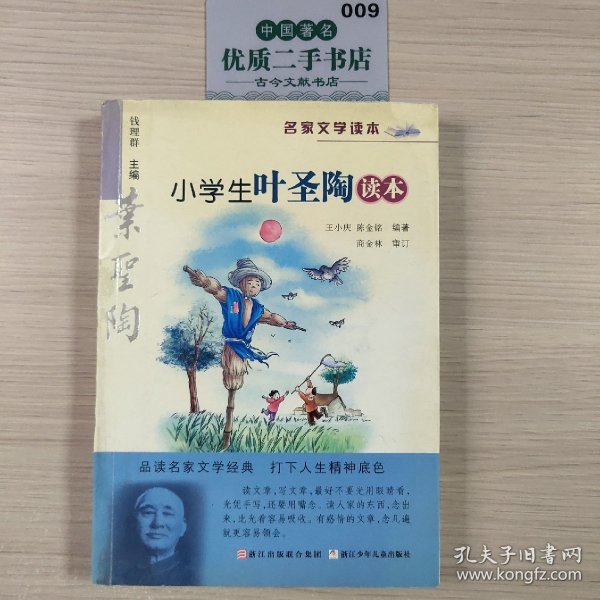 009
中国著名
优质二手书店
古今文献书店
名家文学读本
钱理群 主编
小学生叶圣陶读本
王小庆 陈金铭 编著
商金林 审订
葉聖陶
品读名家文学经典 打下人生精神底色
读文章,写文章,最好不要光用眼睛看,
光凭手写,还要用嘴念。读人家的东西,念出
来,比光看容易吸收。有感情的文章,念几遍
就更容易领会。
浙江出版联合集团 浙江少年儿童出版社
孔夫子旧书网
www.kongfz.com